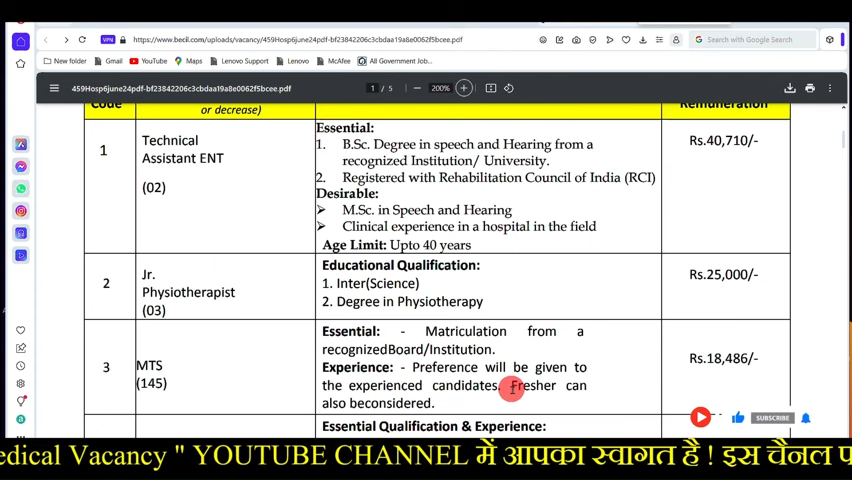 VPN
https://www.becil.com/uploads/vacancy/459Hosp6june24pdf-bf23842296c3cbdaa19a8e22a5bcee.pdf
Search with Google
New folder
Gmail
YouTube
Maps
Lenovo Support
Lenovo
McAfee
All Government Job...
459Hosp6june24pdf-bf23842296c3cbdaa19a8e22a5bcee.pdf
1 / 5
200%
Code
or decrease)
Remuneration
1
Technical
Assistant ENT
(02)
Essential:
1. B.Sc. Degree in speech and Hearing from a
recognized Institution/ University.
2. Registered with Rehabilitation Council of India (RCI)
Desirable:
➢ M.Sc. in Speech and Hearing
➢ Clinical experience in a hospital in the field
Age Limit: Upto 40 years
Rs.40,710/-
2
Jr.
Physiotherapist
(03)
Educational Qualification:
1. Inter(Science)
2. Degree in Physiotherapy
Rs.25,000/-
3
MTS
(145)
Essential: - Matriculation from a
recognizedBoard/Institution.
Experience: - Preference will be given to
the experienced candidates. Fresher can
also beconsidered.
Rs.18,486/-
Essential Qualification & Experience:
SUBSCRIBE
edical Vacancy " YOUTUBE CHANNEL में आपका स्वागत है ! इस चैनल प